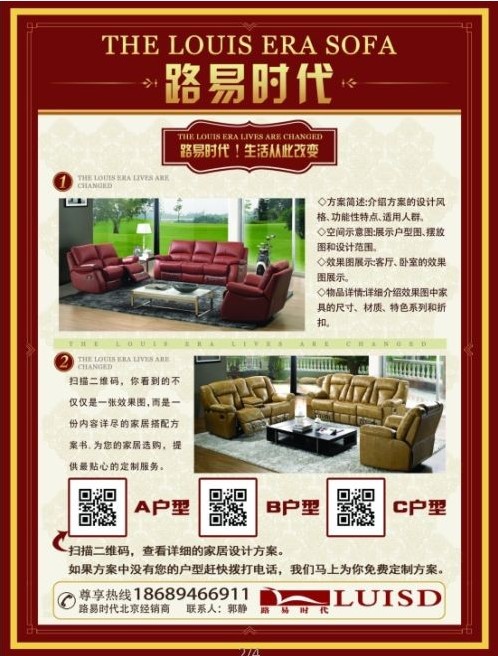 THE LOUIS ERA SOFA
路易时代
THE LOUIS ERA LIVES ARE CHANGED
路易时代！生活从此改变
1
THE LOUIS ERA LIVES ARE
CHANGED
◇方案简述:介绍方案的设计风
格、功能性特点、适用人群。
◇空间示意图:展示户型图、摆放
图和设计范围。
◇效果图展示:客厅、卧室的效果
图展示。
◇物品详情:详细介绍效果图中家
具的尺寸、材质、特色系列和折
扣。
THE LOUIS ERA LIVES ARE CHANGED
2
THE LOUIS ERA LIVES ARE
CHANGED
扫描二维码，你看到的不
仅仅是一张效果图,而是一
份内容详尽的家居搭配方
案书.为您的家居选购，提
供最贴心的定制服务。
A户型
B户型
C户型
扫描二维码，查看详细的家居设计方案。
如果方案中没有您的户型赶快拨打电话，我们马上为你免费定制方案。
尊享热线 18689466911
路易时代北京经销商 联系人：郭静
路易时代
LUISD
2/4